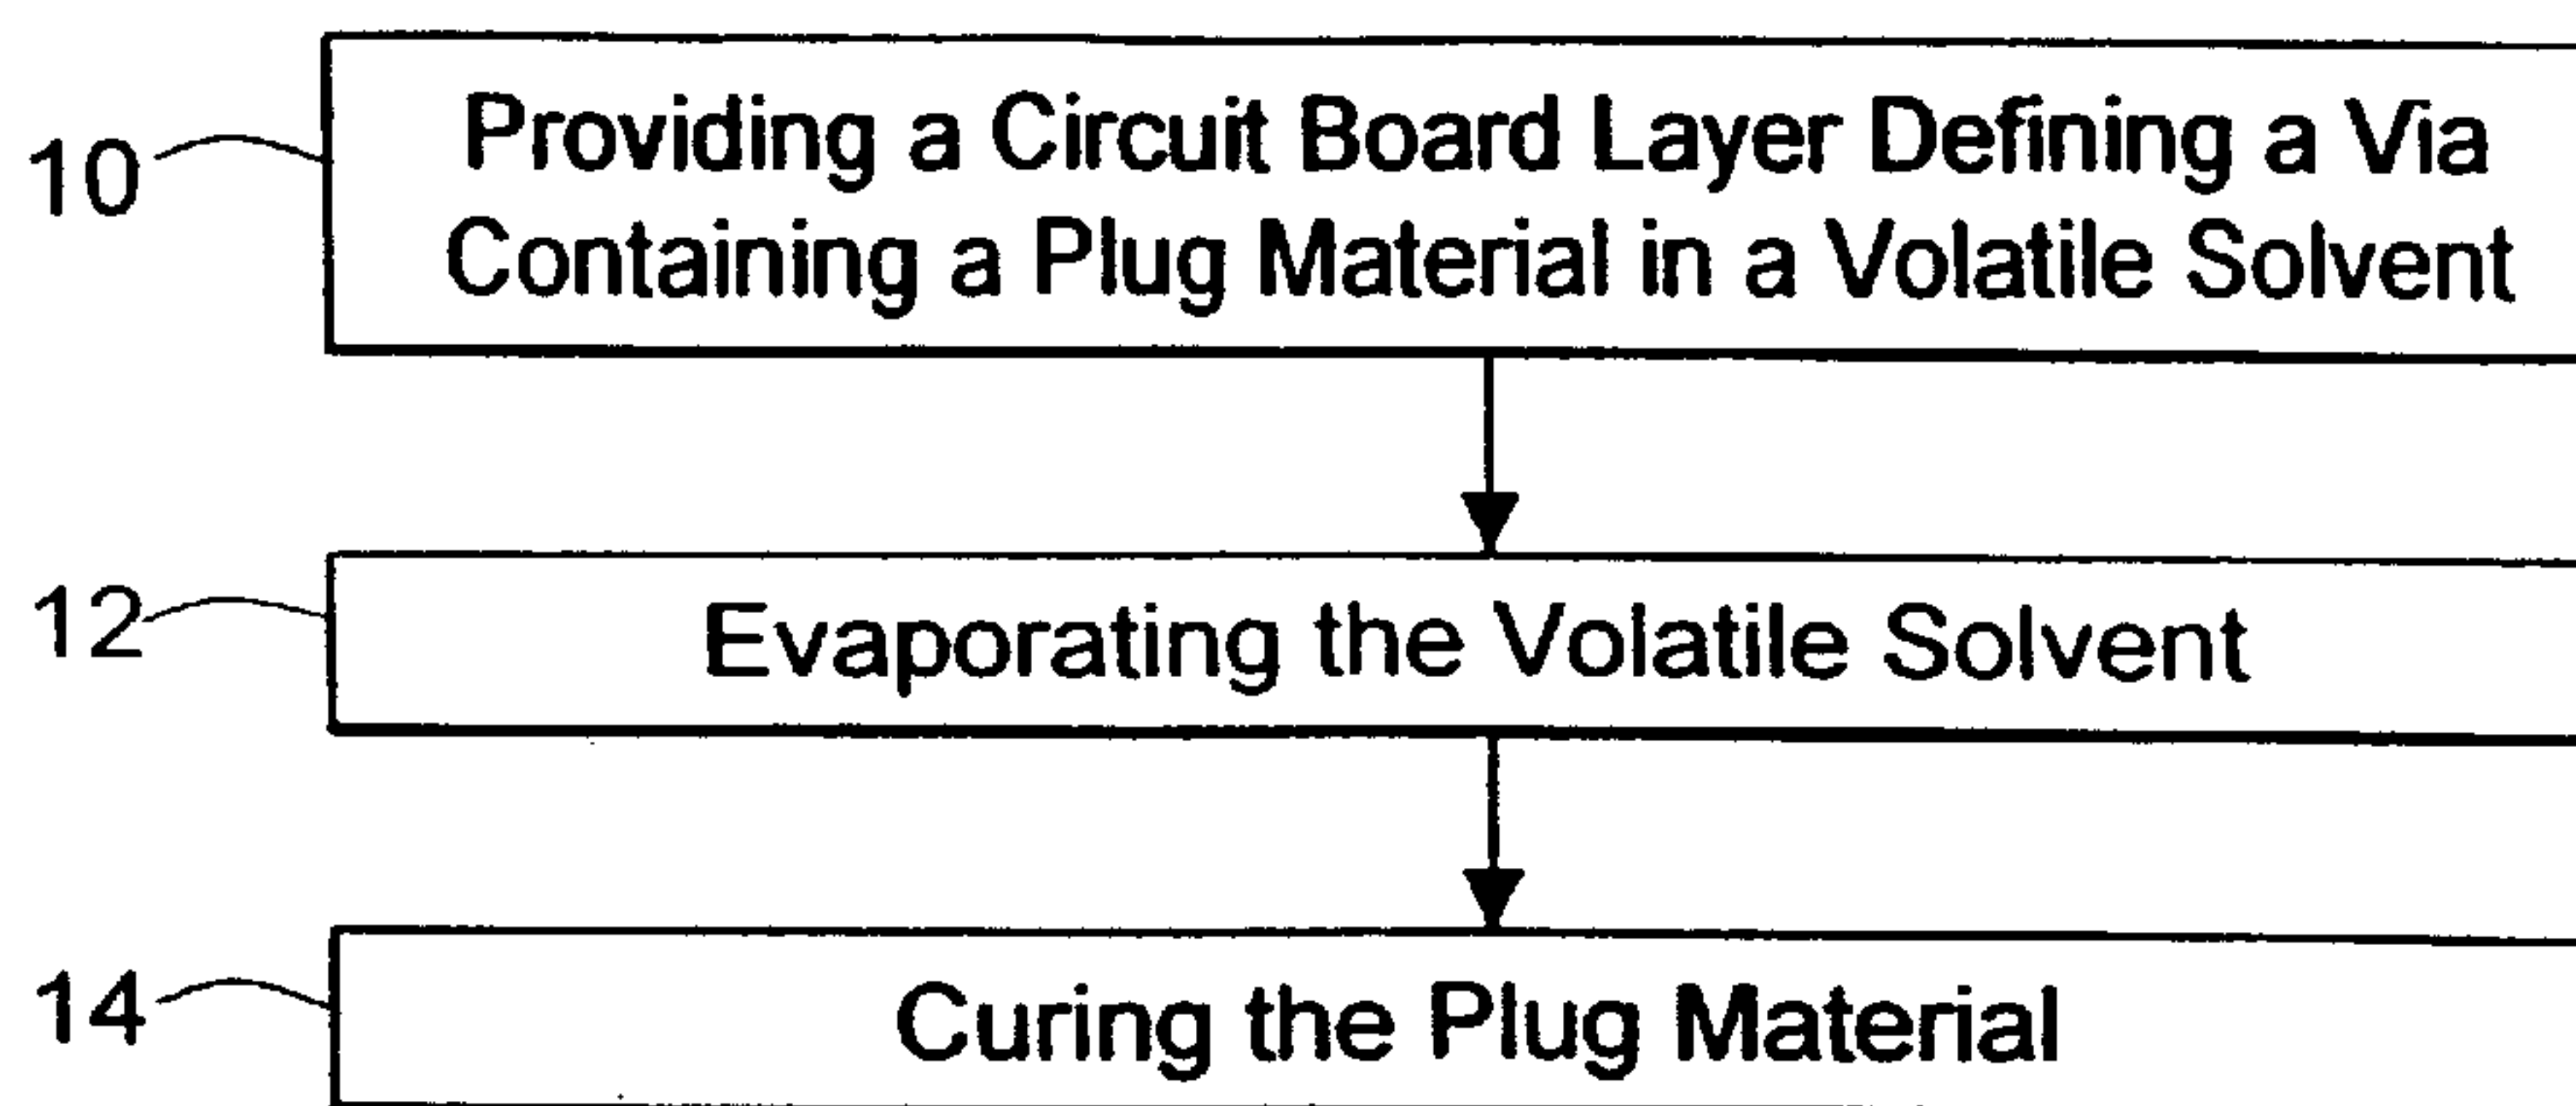 10
Providing a Circuit Board Layer Defining a Via
Containing a Plug Material in a Volatile Solvent
12
Evaporating the Volatile Solvent
14
Curing the Plug Material